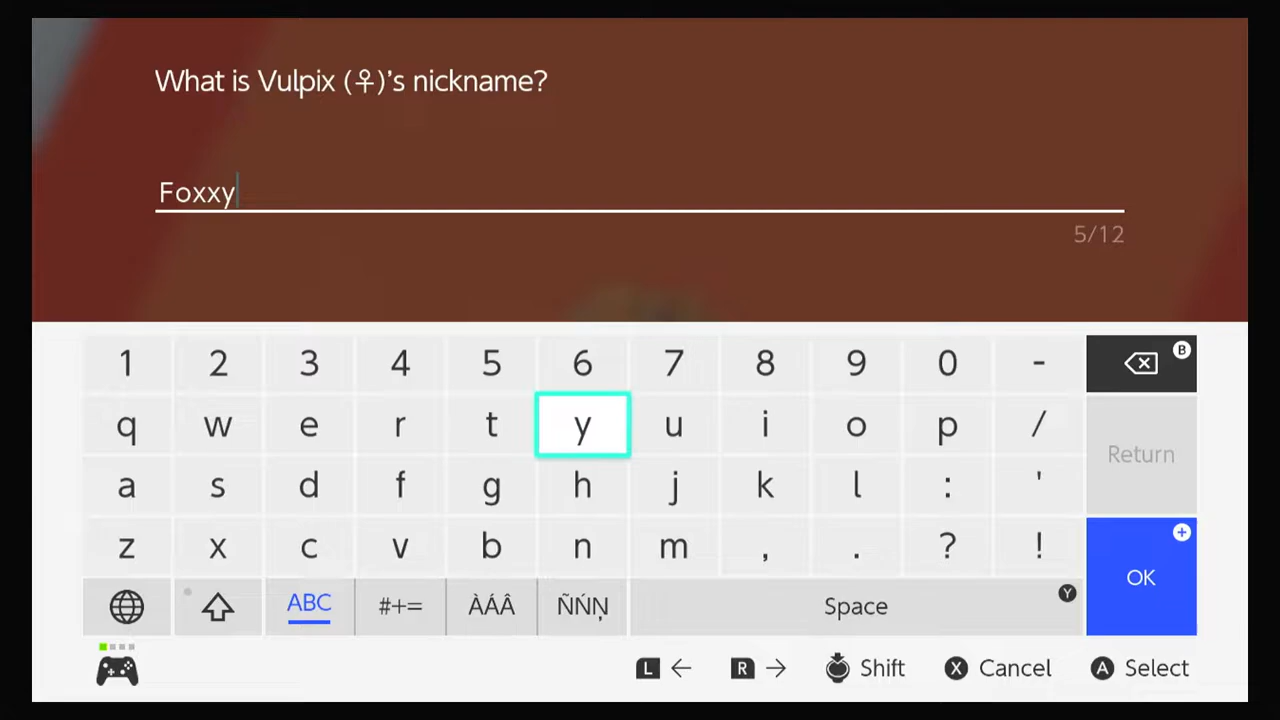 What is Vulpix (♀)'s nickname?
Foxxy
5/12
1 2 3 4 5 6 7 8 9 0 - B
q w e r t y u i o p / Return
a s d f g h j k l : '
z x c v b n m , . ? ! + OK
ABC #+= ÀÁÂ ÑŃŅ Space Y
L ← R → Shift X Cancel A Select